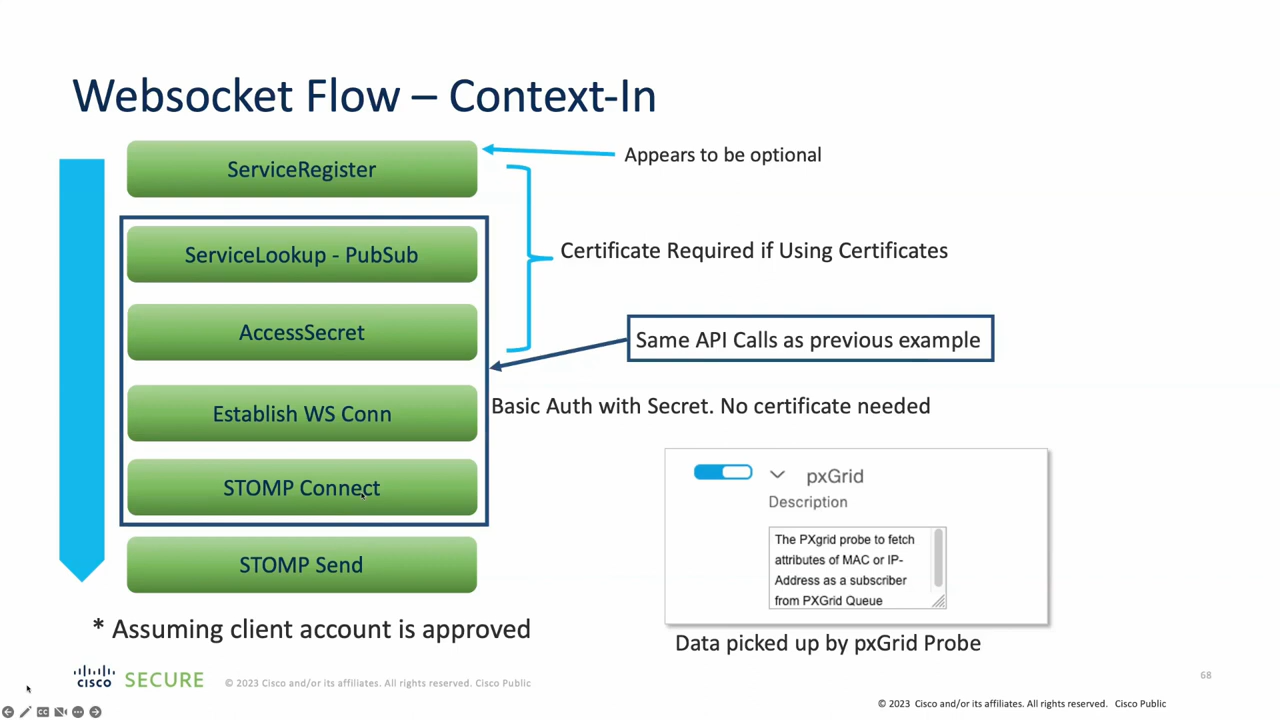 Websocket Flow – Context-In
ServiceRegister
Appears to be optional
ServiceLookup - PubSub
Certificate Required if Using Certificates
AccessSecret
Same API Calls as previous example
Establish WS Conn
Basic Auth with Secret. No certificate needed
STOMP Connect
pxGrid
Description
The PXgrid probe to fetch
attributes of MAC or IP-
Address as a subscriber
from PXGrid Queue
STOMP Send
* Assuming client account is approved
Data picked up by pxGrid Probe
CISCO SECURE
© 2023 Cisco and/or its affiliates. All rights reserved. Cisco Public
68
© 2023 Cisco and/or its affiliates. All rights reserved. Cisco Public
CC